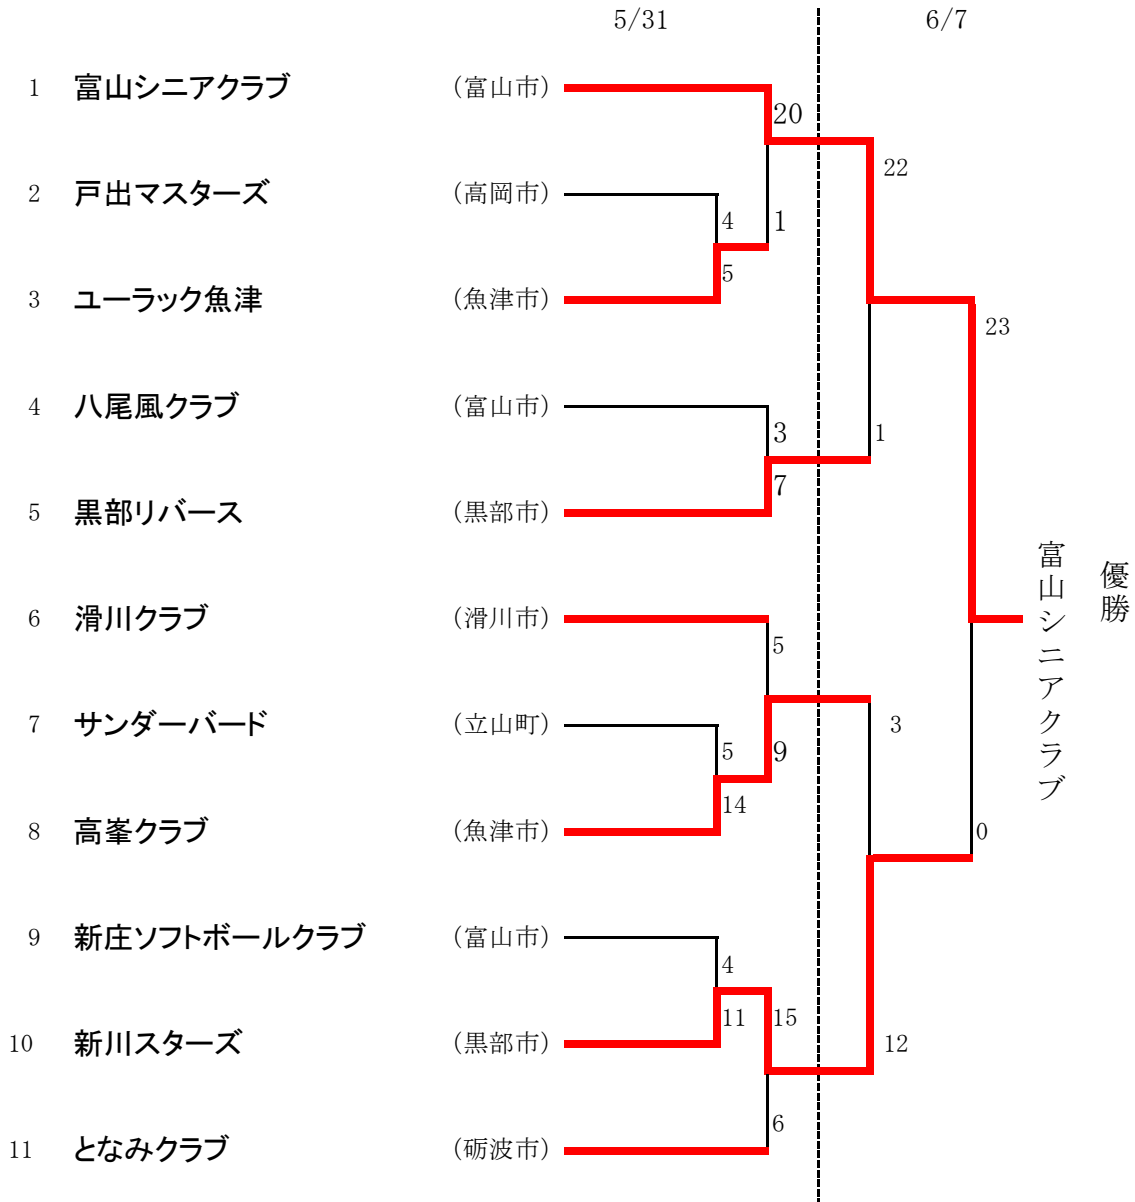 5/31
6/7
1 富山シニアクラブ (富山市)
20
22
2 戸出マスターズ (高岡市)
4
1
5
3 ユーラック魚津 (魚津市)
23
4 八尾風クラブ (富山市)
3
1
7
5 黒部リバース (黒部市)
富山シニアクラブ
優勝
6 滑川クラブ (滑川市)
5
7 サンダーバード (立山町)
3
5
9
14
8 高峯クラブ (魚津市)
0
9 新庄ソフトボールクラブ (富山市)
4
11
15
10 新川スターズ (黒部市)
12
6
11 となみクラブ (砺波市)